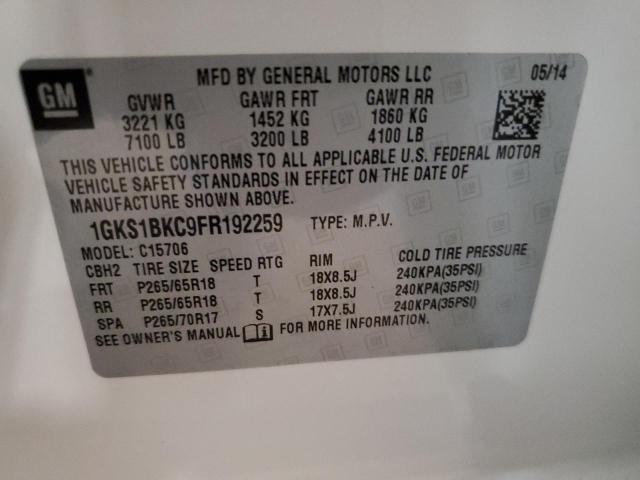 GM
MFD BY GENERAL MOTORS LLC 05/14
GVWR GAWR FRT GAWR RR
3221 KG 1452 KG 1860 KG
7100 LB 3200 LB 4100 LB
THIS VEHICLE CONFORMS TO ALL APPLICABLE U.S. FEDERAL MOTOR
VEHICLE SAFETY STANDARDS IN EFFECT ON THE DATE OF
MANUFACTURE SHOWN ABOVE.
1GKS1BKC9FR192259 TYPE: M.P.V.
MODEL: C15706
CBH2 TIRE SIZE SPEED RTG RIM COLD TIRE PRESSURE
FRT P265/65R18 T 18X8.5J 240KPA(35PSI)
RR P265/65R18 T 18X8.5J 240KPA(35PSI)
SPA P265/70R17 S 17X7.5J 240KPA(35PSI)
SEE OWNER'S MANUAL i FOR MORE INFORMATION.